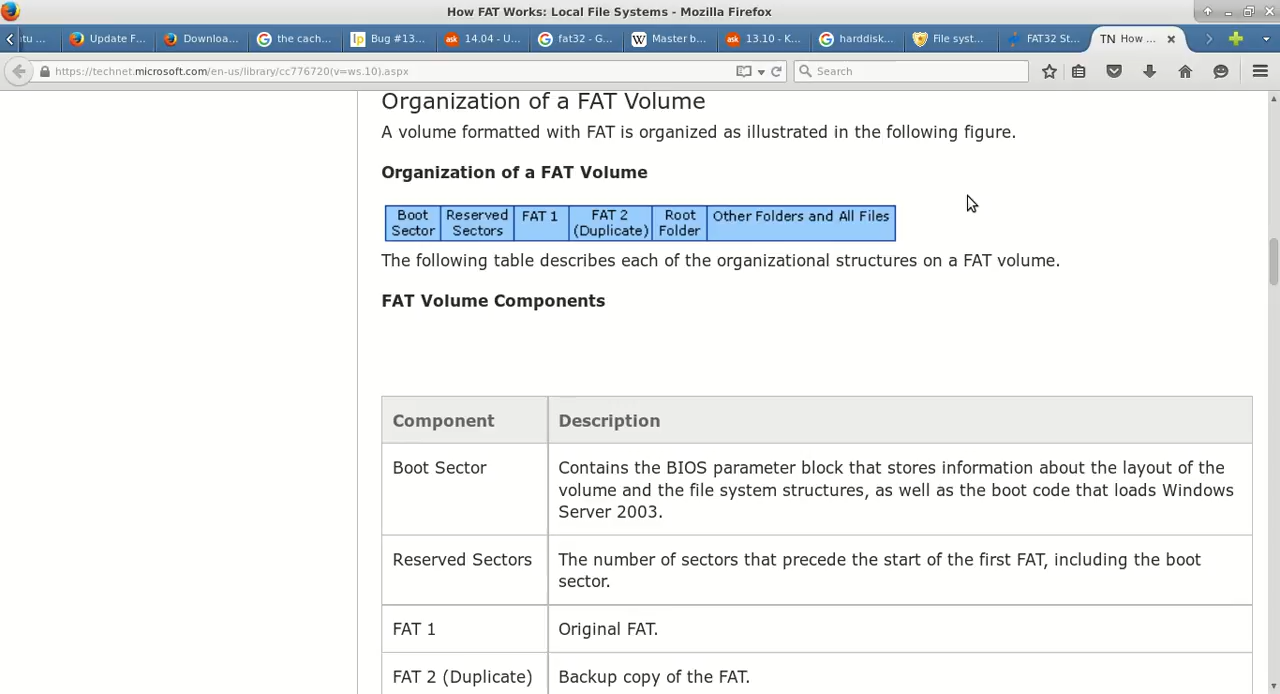 How FAT Works: Local File Systems - Mozilla Firefox
tu ...
Update F...
Downloa...
the cach...
lp Bug #13...
ask 14.04 - U...
fat32 - G...
W Master b...
ask 13.10 - K...
harddisk...
File syst...
FAT32 St...
TN How ...
https://technet.microsoft.com/en-us/library/cc776720(v=ws.10).aspx
Search
Organization of a FAT Volume
A volume formatted with FAT is organized as illustrated in the following figure.
Organization of a FAT Volume
Boot Sector
Reserved Sectors
FAT 1
FAT 2 (Duplicate)
Root Folder
Other Folders and All Files
The following table describes each of the organizational structures on a FAT volume.
FAT Volume Components
Component Description
Boot Sector Contains the BIOS parameter block that stores information about the layout of the
volume and the file system structures, as well as the boot code that loads Windows
Server 2003.
Reserved Sectors The number of sectors that precede the start of the first FAT, including the boot
sector.
FAT 1 Original FAT.
FAT 2 (Duplicate) Backup copy of the FAT.